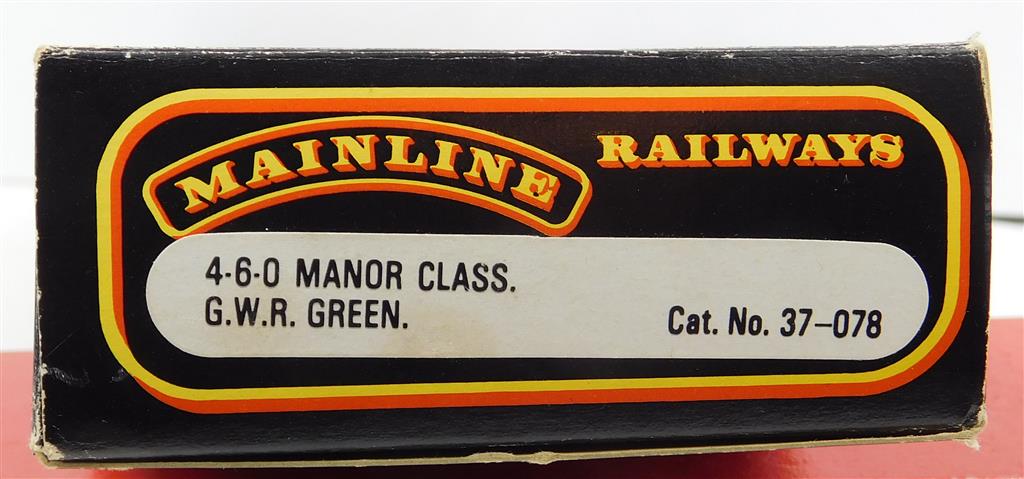 MAINLINE RAILWAYS
4-6-0 MANOR CLASS.
G.W.R. GREEN.
Cat. No. 37-078